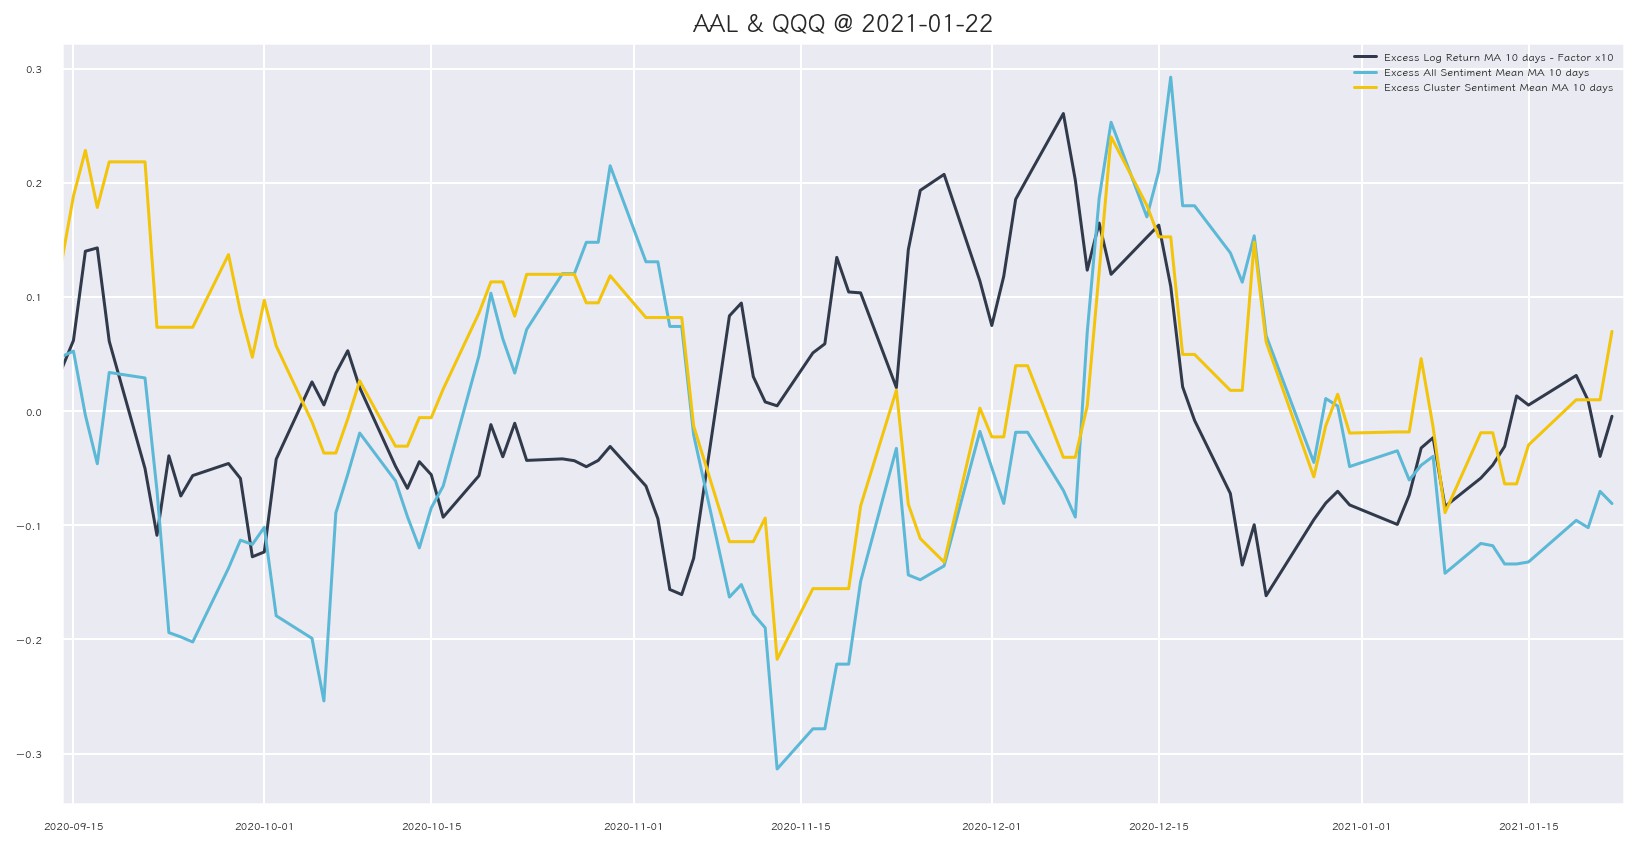 AAL & QQQ @ 2021-01-22
Excess Log Return MA 10 days - Factor x10
Excess All Sentiment Mean MA 10 days
Excess Cluster Sentiment Mean MA 10 days
0.3
0.2
0.1
0.0
−0.1
−0.2
−0.3
2020-09-15 2020-10-01 2020-10-15 2020-11-01 2020-11-15 2020-12-01 2020-12-15 2021-01-01 2021-01-15